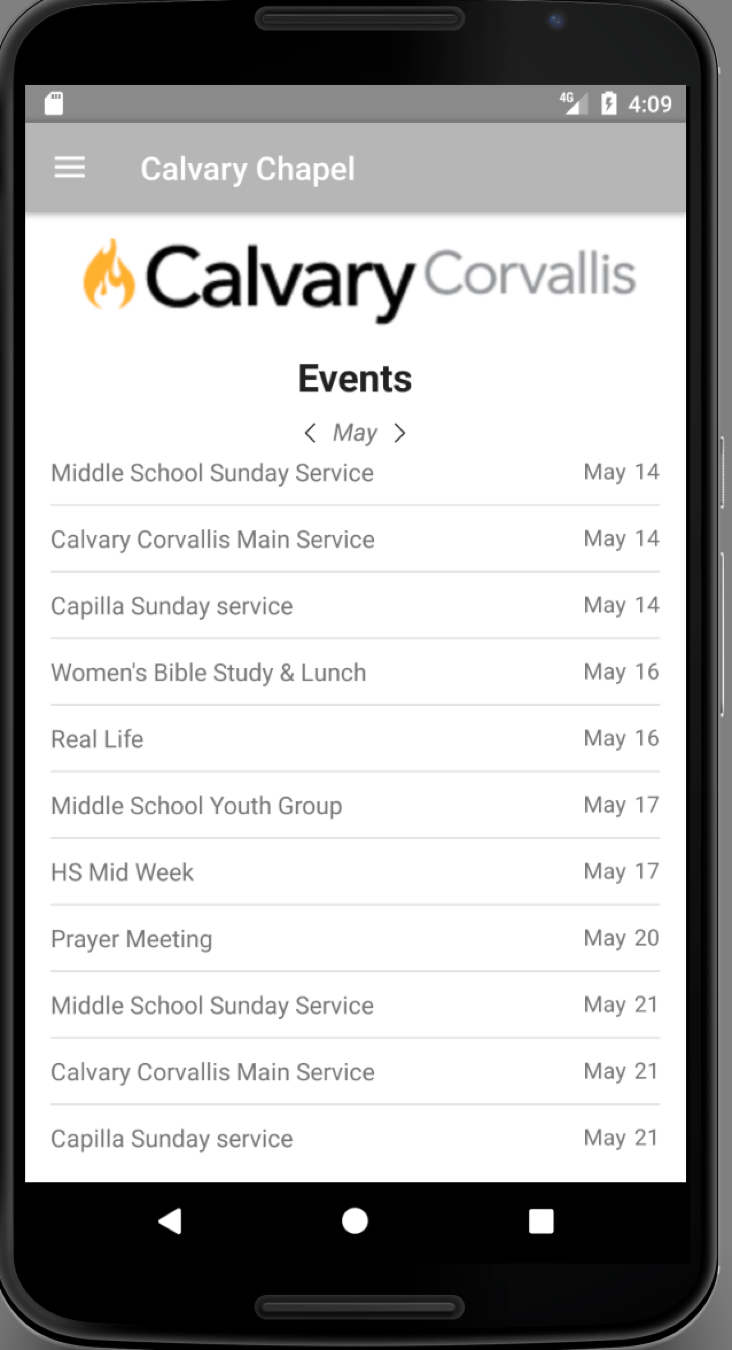 4G 4:09
Calvary Chapel
Calvary Corvallis
Events
< May >
Middle School Sunday Service May 14
Calvary Corvallis Main Service May 14
Capilla Sunday service May 14
Women's Bible Study & Lunch May 16
Real Life May 16
Middle School Youth Group May 17
HS Mid Week May 17
Prayer Meeting May 20
Middle School Sunday Service May 21
Calvary Corvallis Main Service May 21
Capilla Sunday service May 21